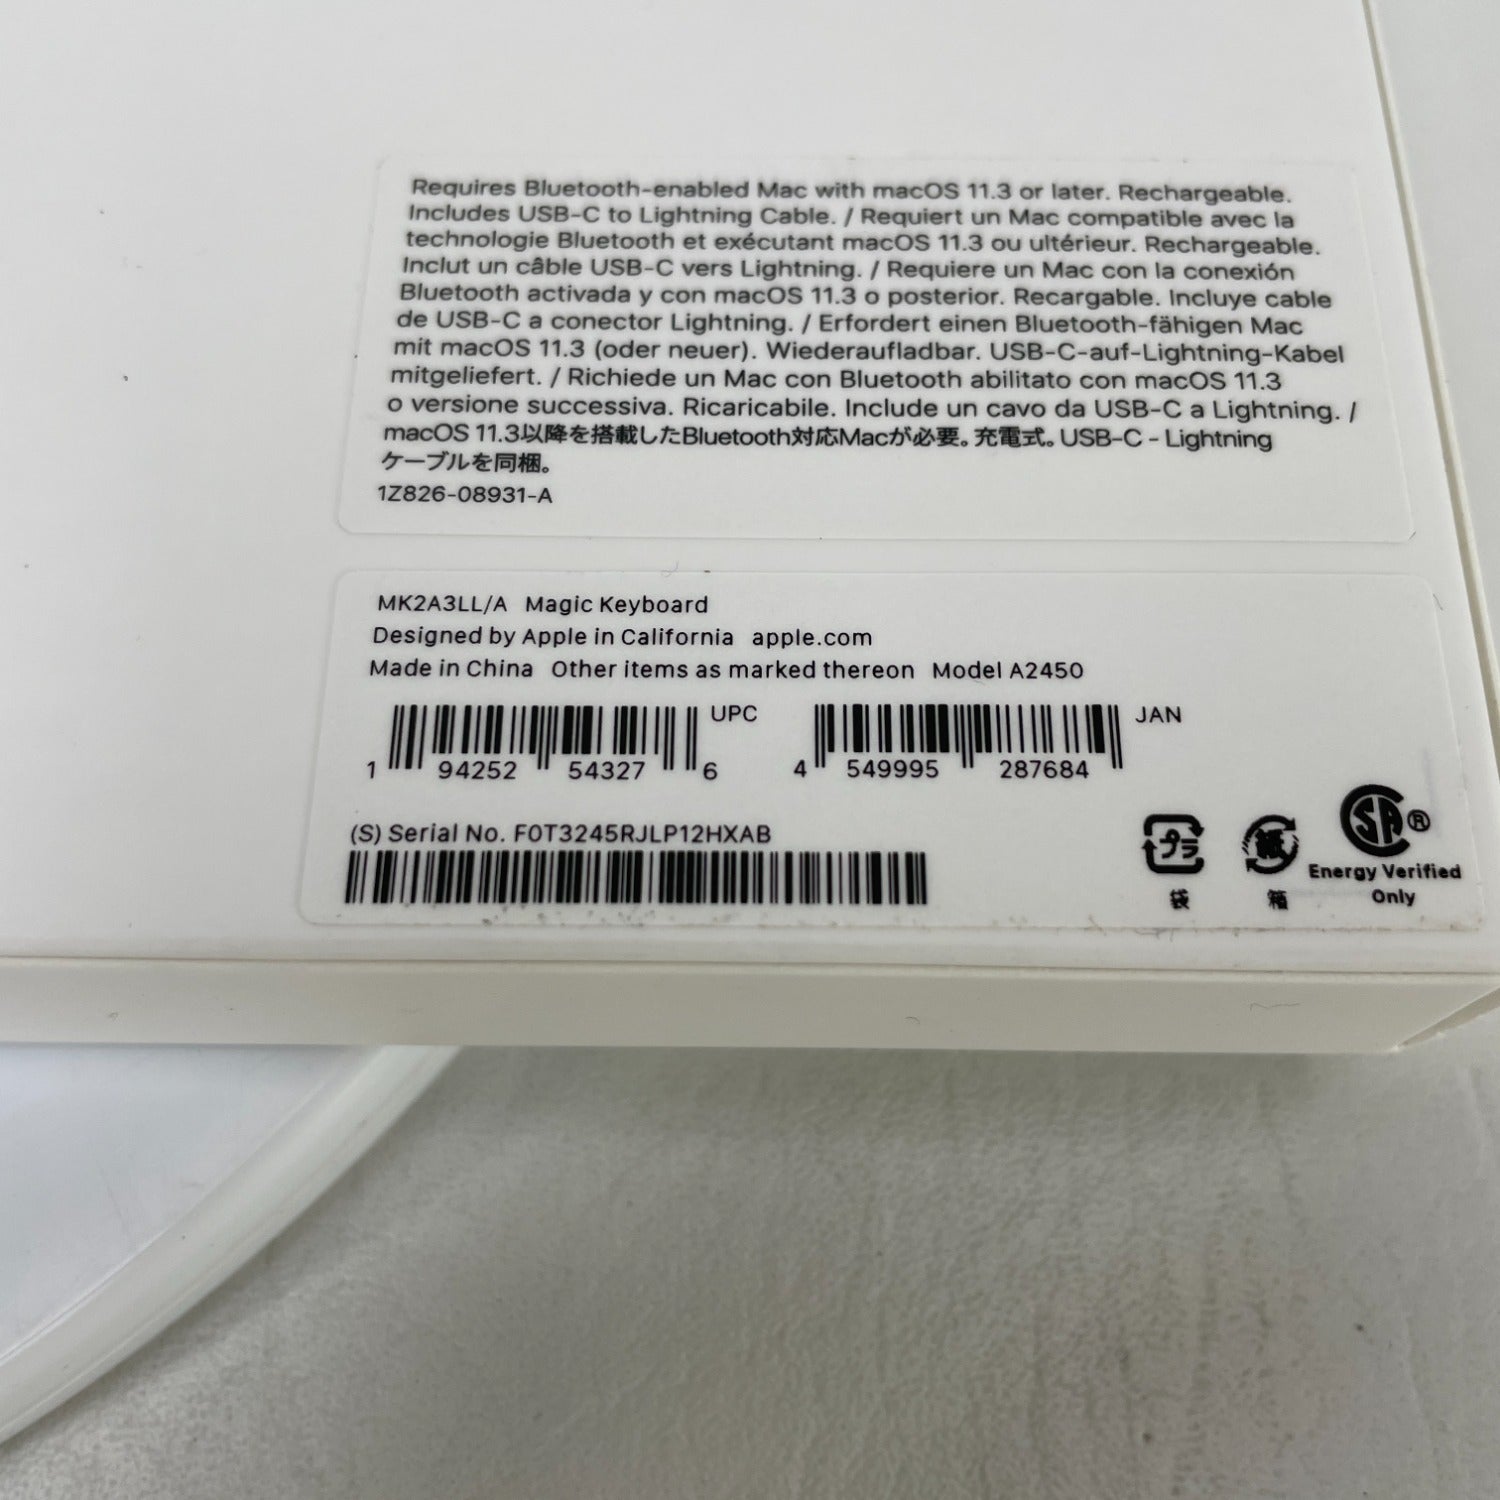 Requires Bluetooth-enabled Mac with macOS 11.3 or later. Rechargeable.
Includes USB-C to Lightning Cable. / Requiert un Mac compatible avec la
technologie Bluetooth et exécutant macOS 11.3 ou ultérieur. Rechargeable.
Inclut un câble USB-C vers Lightning. / Requiere un Mac con la conexión
Bluetooth activada y con macOS 11.3 o posterior. Recargable. Incluye cable
de USB-C a conector Lightning. / Erfordert einen Bluetooth-fähigen Mac
mit macOS 11.3 (oder neuer). Wiederaufladbar. USB-C-auf-Lightning-Kabel
mitgeliefert. / Richiede un Mac con Bluetooth abilitato con macOS 11.3
o versione successiva. Ricaricabile. Include un cavo da USB-C a Lightning. /
macOS 11.3以降を搭載したBluetooth対応Macが必要。充電式。USB-C - Lightning
ケーブルを同梱。
1Z826-08931-A
MK2A3LL/A Magic Keyboard
Designed by Apple in California apple.com
Made in China Other items as marked thereon Model A2450
UPC
1 94252 54327 6
JAN
4 549995 287684
(S) Serial No. F0T3245RJLP12HXAB
プラ
袋
紙
箱
SA ®
Energy Verified
Only